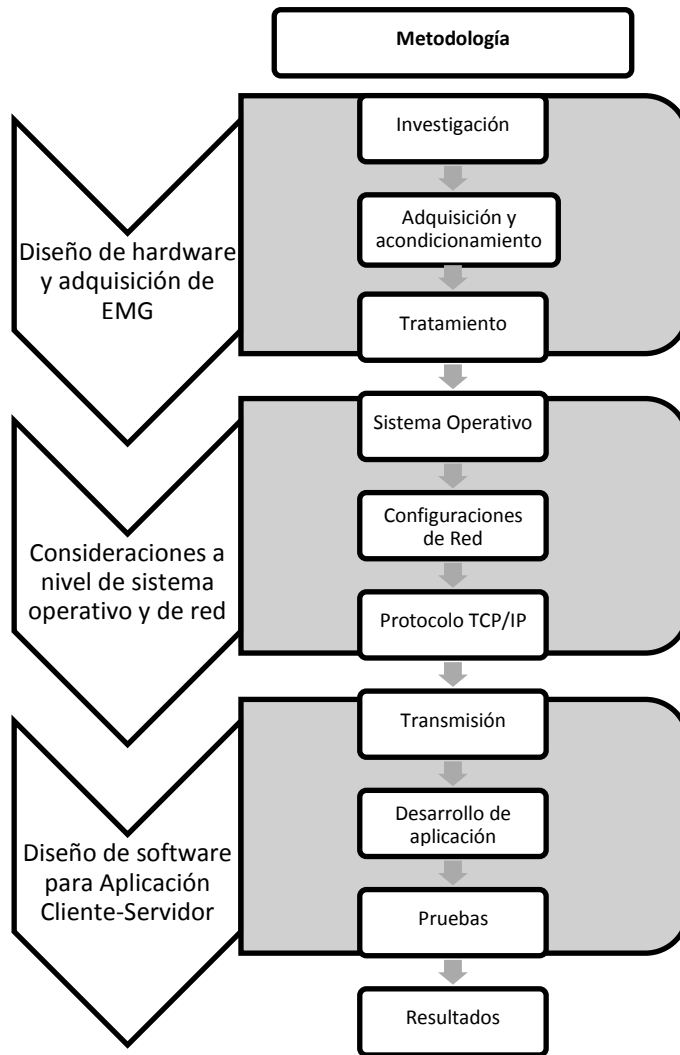 Metodología
Investigación
Adquisición y
acondicionamiento
Tratamiento
Diseño de hardware
y adquisición de
EMG
Sistema Operativo
Configuraciones
de Red
Protocolo TCP/IP
Consideraciones a
nivel de sistema
operativo y de red
Transmisión
Desarrollo de
aplicación
Pruebas
Diseño de software
para Aplicación
Cliente-Servidor
Resultados